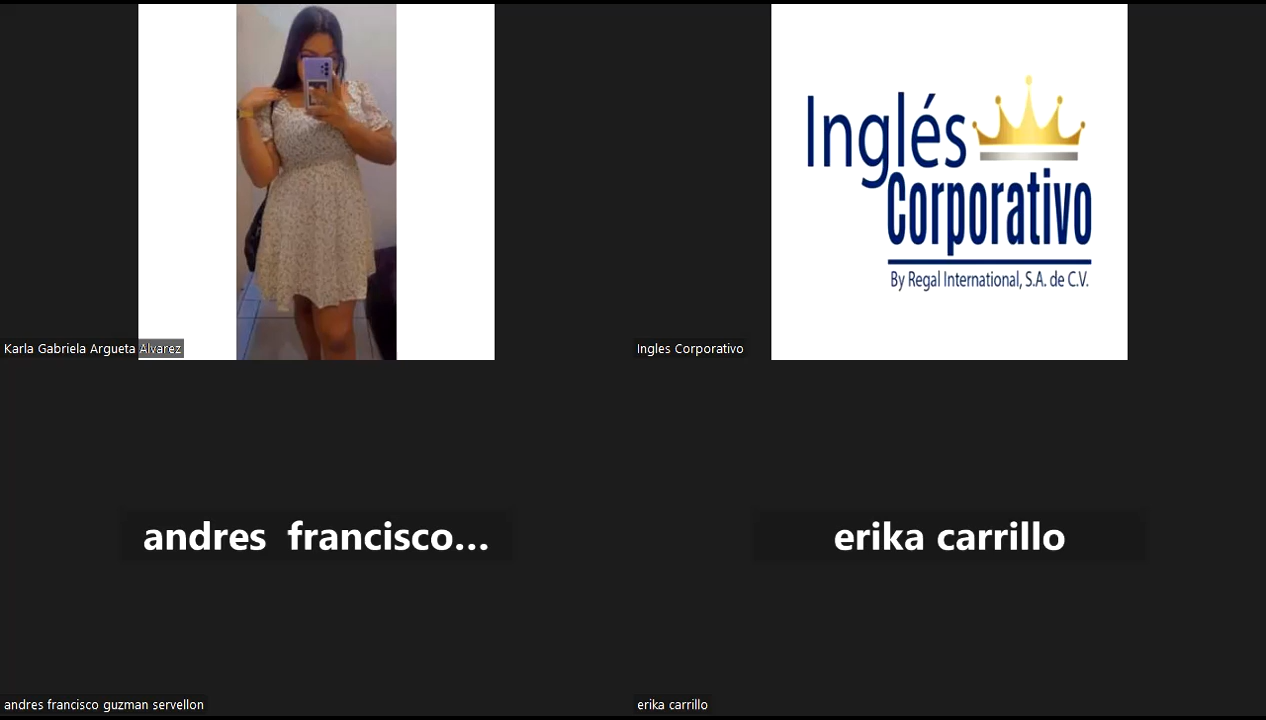 Inglés
Corporativo
By Regal International, S.A. de C.V.
Karla Gabriela Argueta Alvarez
Ingles Corporativo
andres francisco...
erika carrillo
andres francisco guzman servellon
erika carrillo